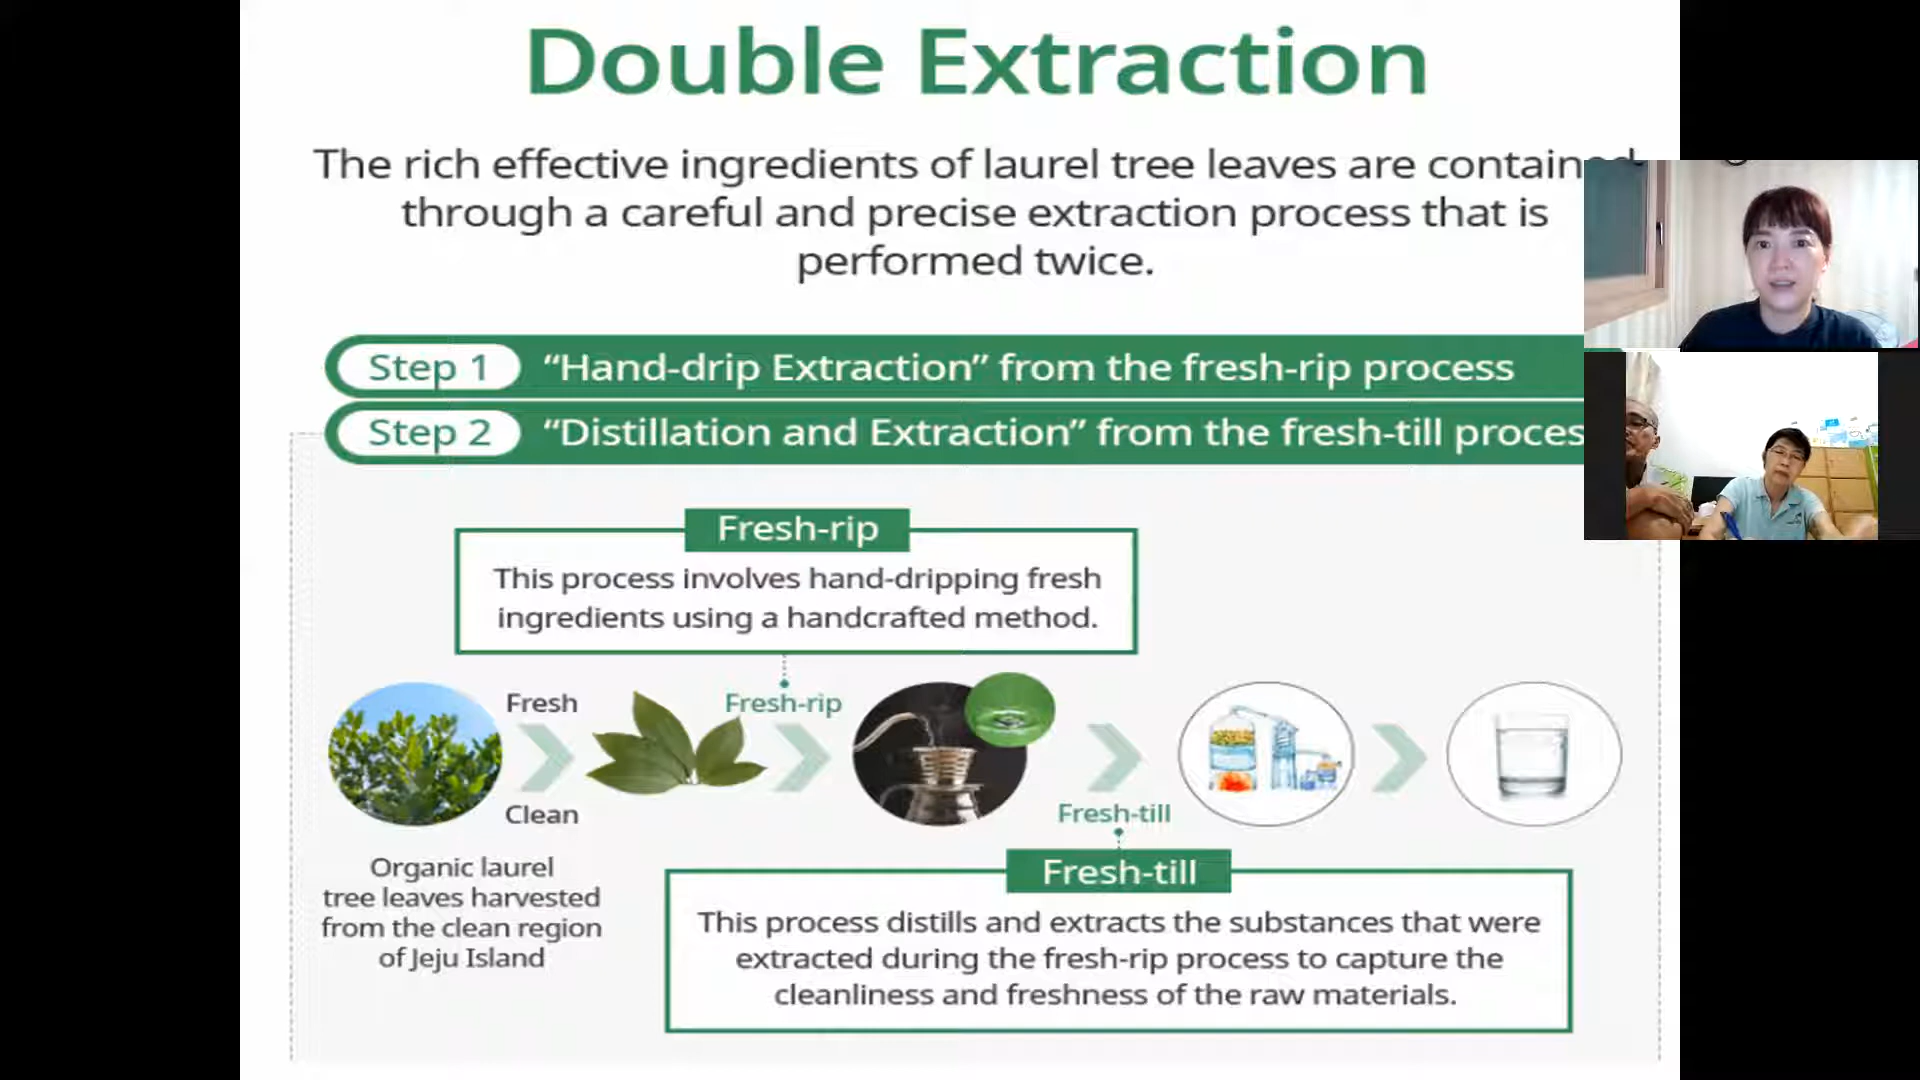 Double Extraction
The rich effective ingredients of laurel tree leaves are contained
through a careful and precise extraction process that is
performed twice.
Step 1 “Hand-drip Extraction” from the fresh-rip process
Step 2 “Distillation and Extraction” from the fresh-till proces
Fresh-rip
This process involves hand-dripping fresh
ingredients using a handcrafted method.
Fresh
Clean
Fresh-rip
Fresh-till
Organic laurel
tree leaves harvested
from the clean region
of Jeju Island
Fresh-till
This process distills and extracts the substances that were
extracted during the fresh-rip process to capture the
cleanliness and freshness of the raw materials.